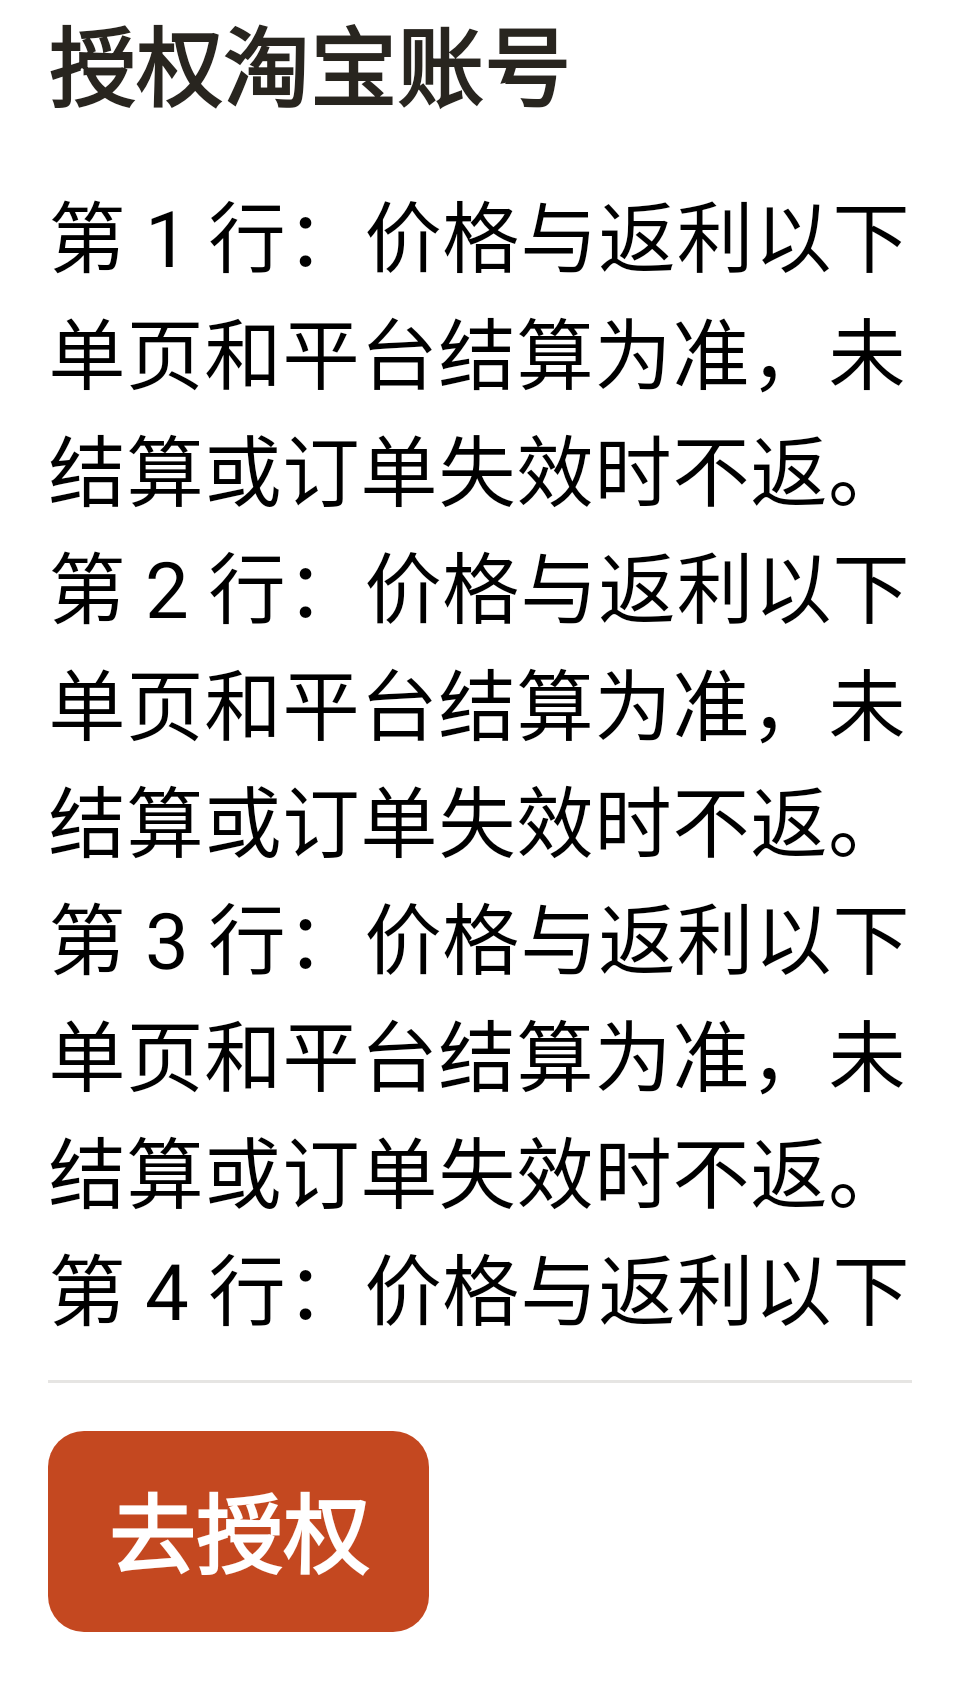 授权淘宝账号
第 1 行：价格与返利以下
单页和平台结算为准，未
结算或订单失效时不返。
第 2 行：价格与返利以下
单页和平台结算为准，未
结算或订单失效时不返。
第 3 行：价格与返利以下
单页和平台结算为准，未
结算或订单失效时不返。
第 4 行：价格与返利以下
去授权